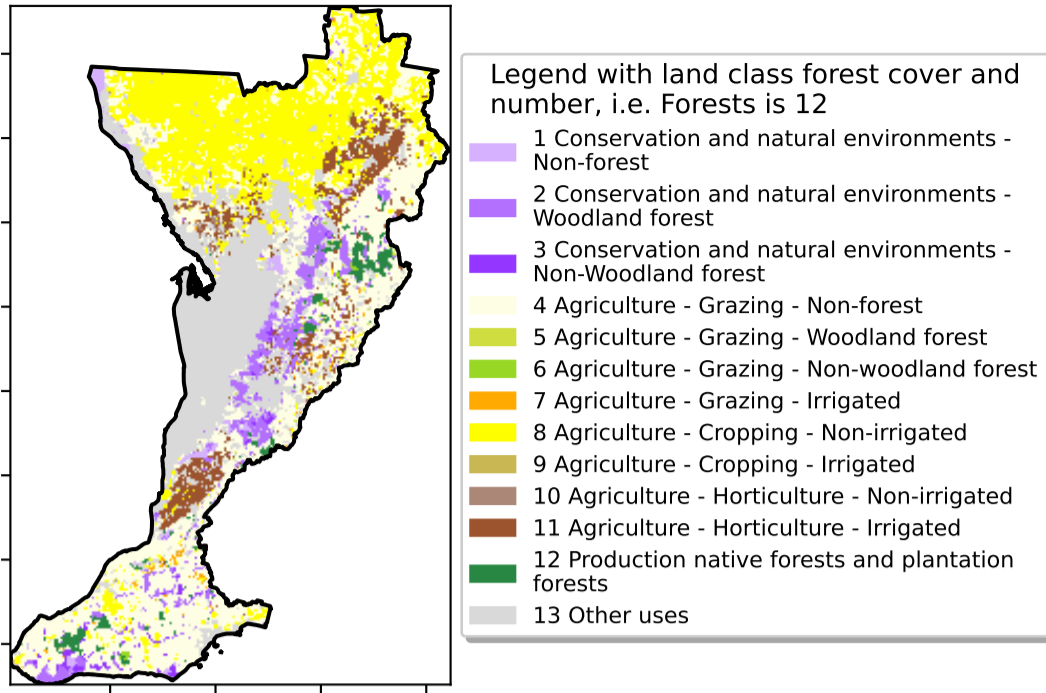 Legend with land class forest cover and
number, i.e. Forests is 12
1 Conservation and natural environments -
Non-forest
2 Conservation and natural environments -
Woodland forest
3 Conservation and natural environments -
Non-Woodland forest
4 Agriculture - Grazing - Non-forest
5 Agriculture - Grazing - Woodland forest
6 Agriculture - Grazing - Non-woodland forest
7 Agriculture - Grazing - Irrigated
8 Agriculture - Cropping - Non-irrigated
9 Agriculture - Cropping - Irrigated
10 Agriculture - Horticulture - Non-irrigated
11 Agriculture - Horticulture - Irrigated
12 Production native forests and plantation
forests
13 Other uses